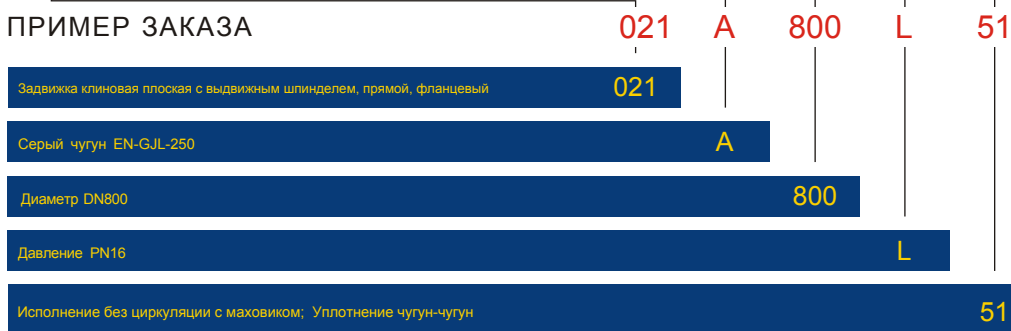 ПРИМЕР ЗАКАЗА 021 A 800 L 51
Задвижка клиновая плоская с выдвижным шпинделем, прямой, фланцевый 021
Серый чугун EN-GJL-250 A
Диаметр DN800 800
Давление PN16 L
Исполнение без циркуляции с маховиком; Уплотнение чугун-чугун 51